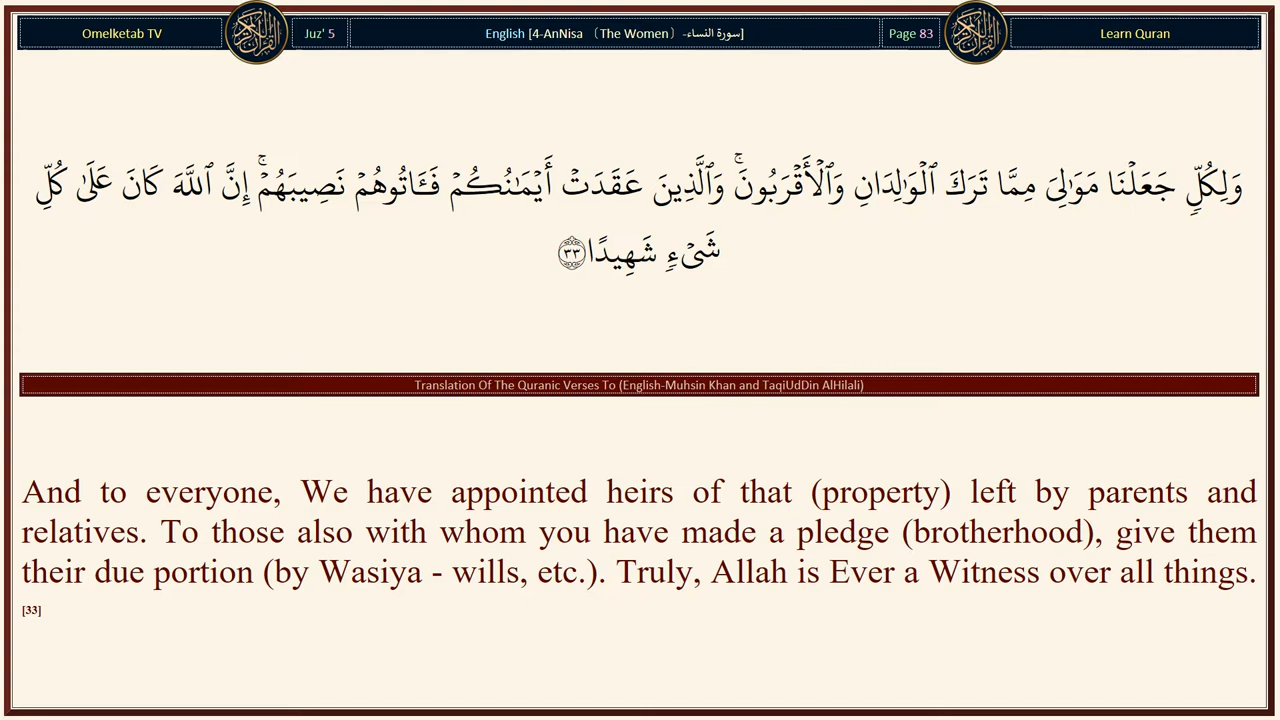 Omelketab TV
Juz' 5
English [4-AnNisa （The Women）-سورة النساء]
Page 83
Learn Quran
وَلِكُلّٖ جَعَلۡنَا مَوَٰلِيَ مِمَّا تَرَكَ ٱلۡوَٰلِدَانِ وَٱلۡأَقۡرَبُونَۚ وَٱلَّذِينَ عَقَدَتۡ أَيۡمَٰنُكُمۡ فَـَٔاتُوهُمۡ نَصِيبَهُمۡۚ إِنَّ ٱللَّهَ كَانَ عَلَىٰ كُلِّ
شَيۡءٖ شَهِيدًا ٣٣
Translation Of The Quranic Verses To (English-Muhsin Khan and TaqiUdDin AlHilali)
And to everyone, We have appointed heirs of that (property) left by parents and
relatives. To those also with whom you have made a pledge (brotherhood), give them
their due portion (by Wasiya - wills, etc.). Truly, Allah is Ever a Witness over all things.
[33]